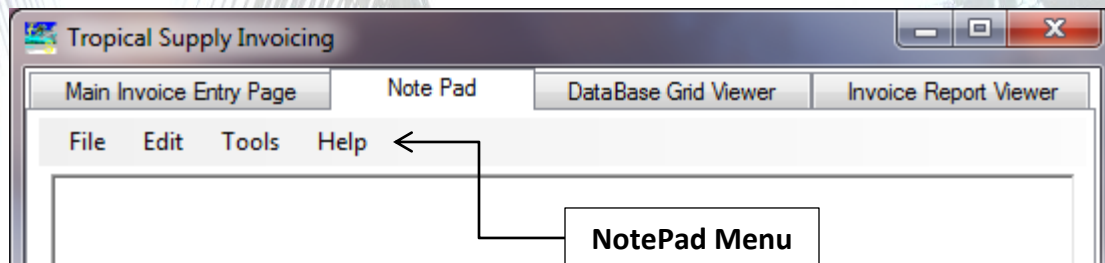 Tropical Supply Invoicing
Main Invoice Entry Page Note Pad DataBase Grid Viewer Invoice Report Viewer
File Edit Tools Help
NotePad Menu